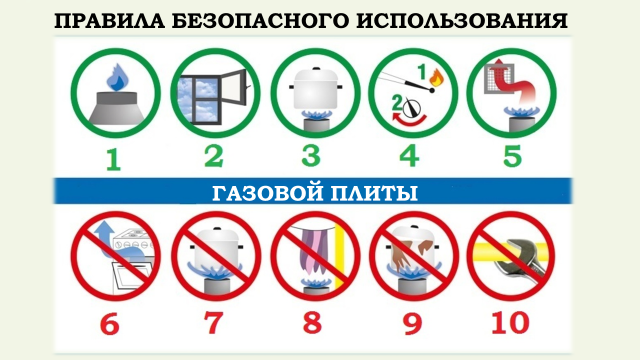 ПРАВИЛА БЕЗОПАСНОГО ИСПОЛЬЗОВАНИЯ
1 2
1 2 3 4 5
ГАЗОВОЙ ПЛИТЫ
6 7 8 9 10